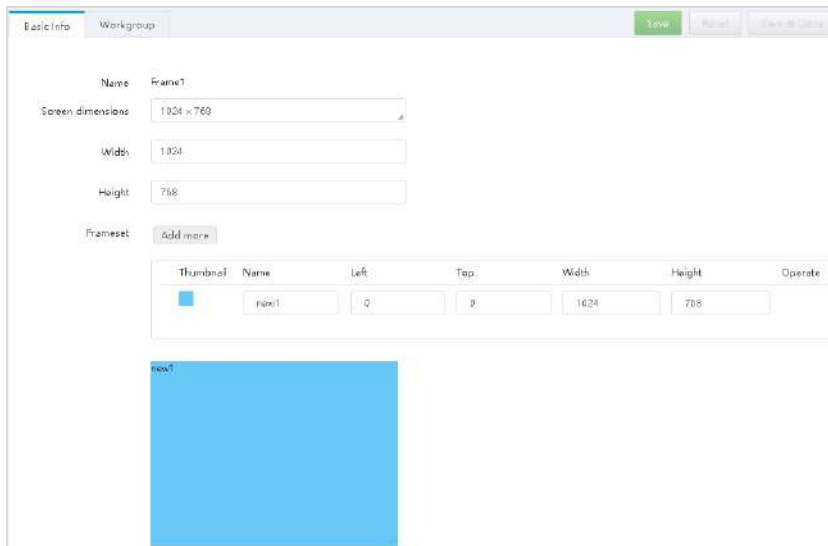 Basic Info Workgroup Save Reset Save & Close
Name Frame1
Screen dimensions 1024 × 768
Width 1024
Height 768
Frameset Add more
Thumbnail Name Left Top Width Height Operate
new1 0 0 1024 768
new1